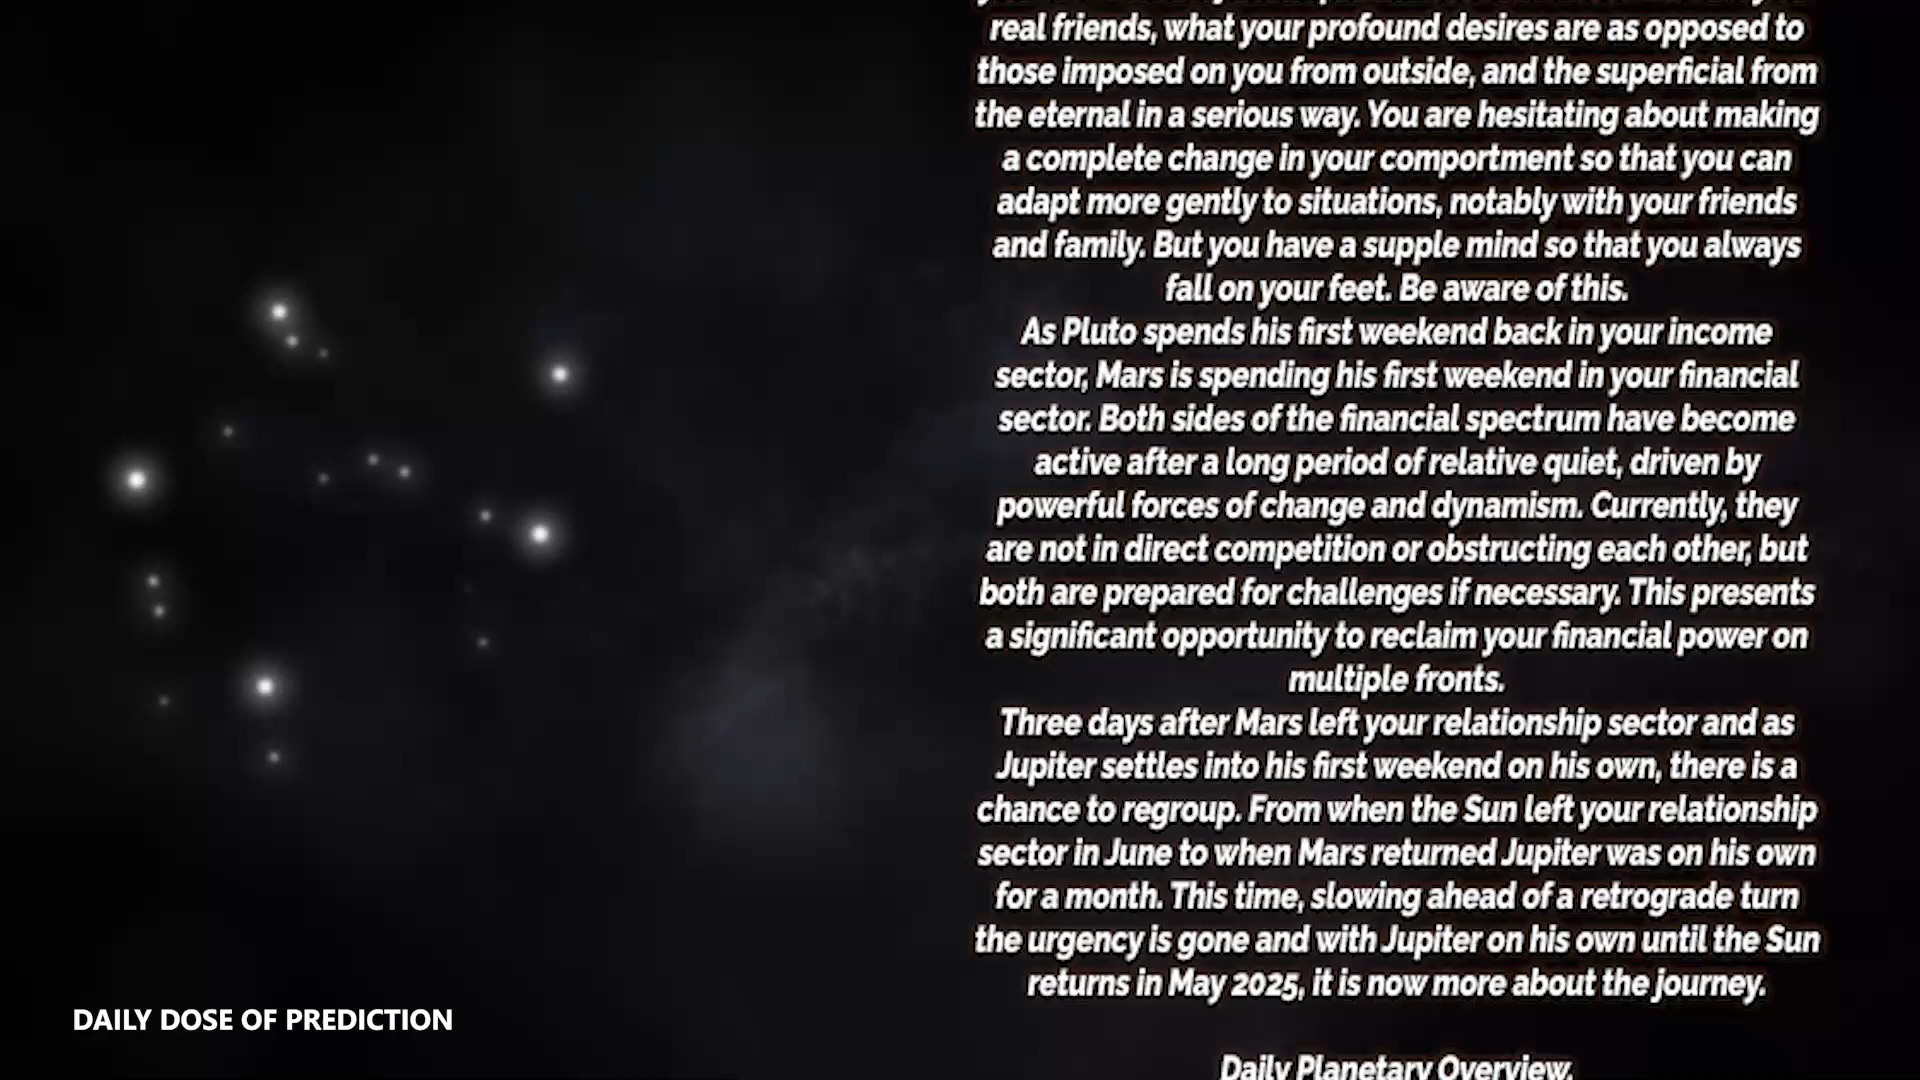 real friends, what your profound desires are as opposed to
those imposed on you from outside, and the superficial from
the eternal in a serious way. You are hesitating about making
a complete change in your comportment so that you can
adapt more gently to situations, notably with your friends
and family. But you have a supple mind so that you always
fall on your feet. Be aware of this.
As Pluto spends his first weekend back in your income
sector, Mars is spending his first weekend in your financial
sector. Both sides of the financial spectrum have become
active after a long period of relative quiet, driven by
powerful forces of change and dynamism. Currently, they
are not in direct competition or obstructing each other, but
both are prepared for challenges if necessary. This presents
a significant opportunity to reclaim your financial power on
multiple fronts.
Three days after Mars left your relationship sector and as
Jupiter settles into his first weekend on his own, there is a
chance to regroup. From when the Sun left your relationship
sector in June to when Mars returned Jupiter was on his own
for a month. This time, slowing ahead of a retrograde turn
the urgency is gone and with Jupiter on his own until the Sun
returns in May 2025, it is now more about the journey.
Daily Planetary Overview.
DAILY DOSE OF PREDICTION